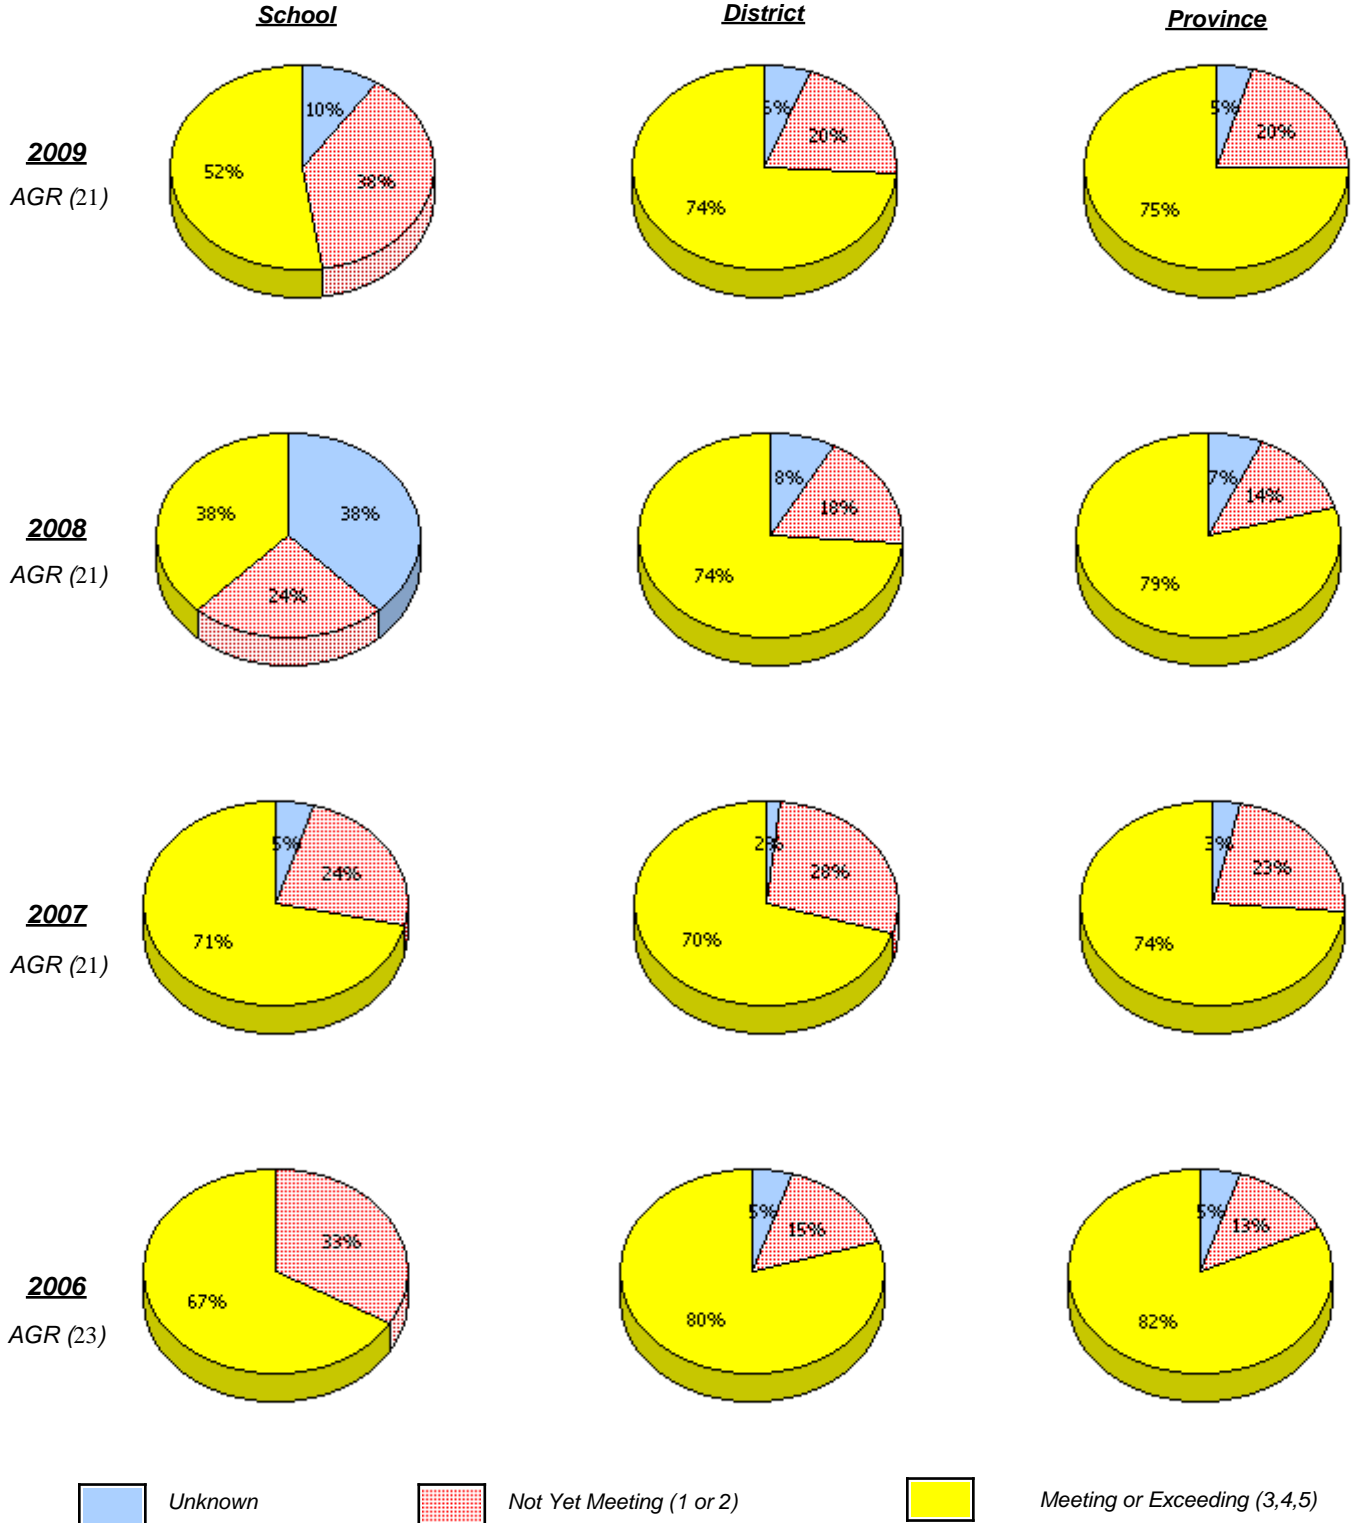 School District Province
10% 38% 52%
6% 20% 74%
5% 20% 75%
2009
AGR (21)
38% 24% 38%
8% 18% 74%
7% 14% 79%
2008
AGR (21)
5% 24% 71%
2% 28% 70%
3% 23% 74%
2007
AGR (21)
33% 67%
5% 15% 80%
5% 13% 82%
2006
AGR (23)
Unknown Not Yet Meeting (1 or 2) Meeting or Exceeding (3,4,5)